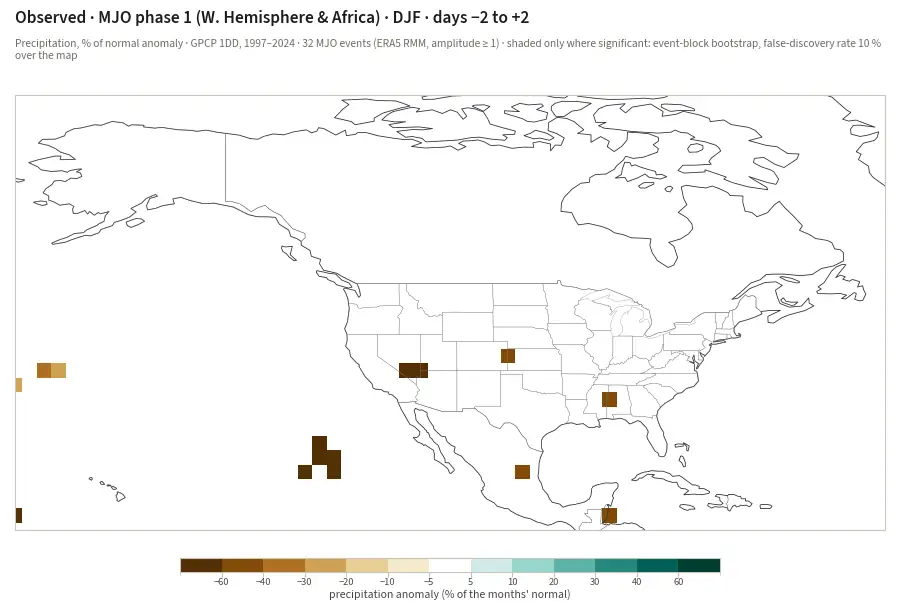 Observed · MJO phase 1 (W. Hemisphere & Africa) · DJF · days −2 to +2
Precipitation, % of normal anomaly · GPCP 1DD, 1997–2024 · 32 MJO events (ERA5 RMM, amplitude ≥ 1) · shaded only where significant: event-block bootstrap, false-discovery rate 10 %
over the map
−60 −40 −30 −20 −10 −5 5 10 20 30 40 60
precipitation anomaly (% of the months' normal)